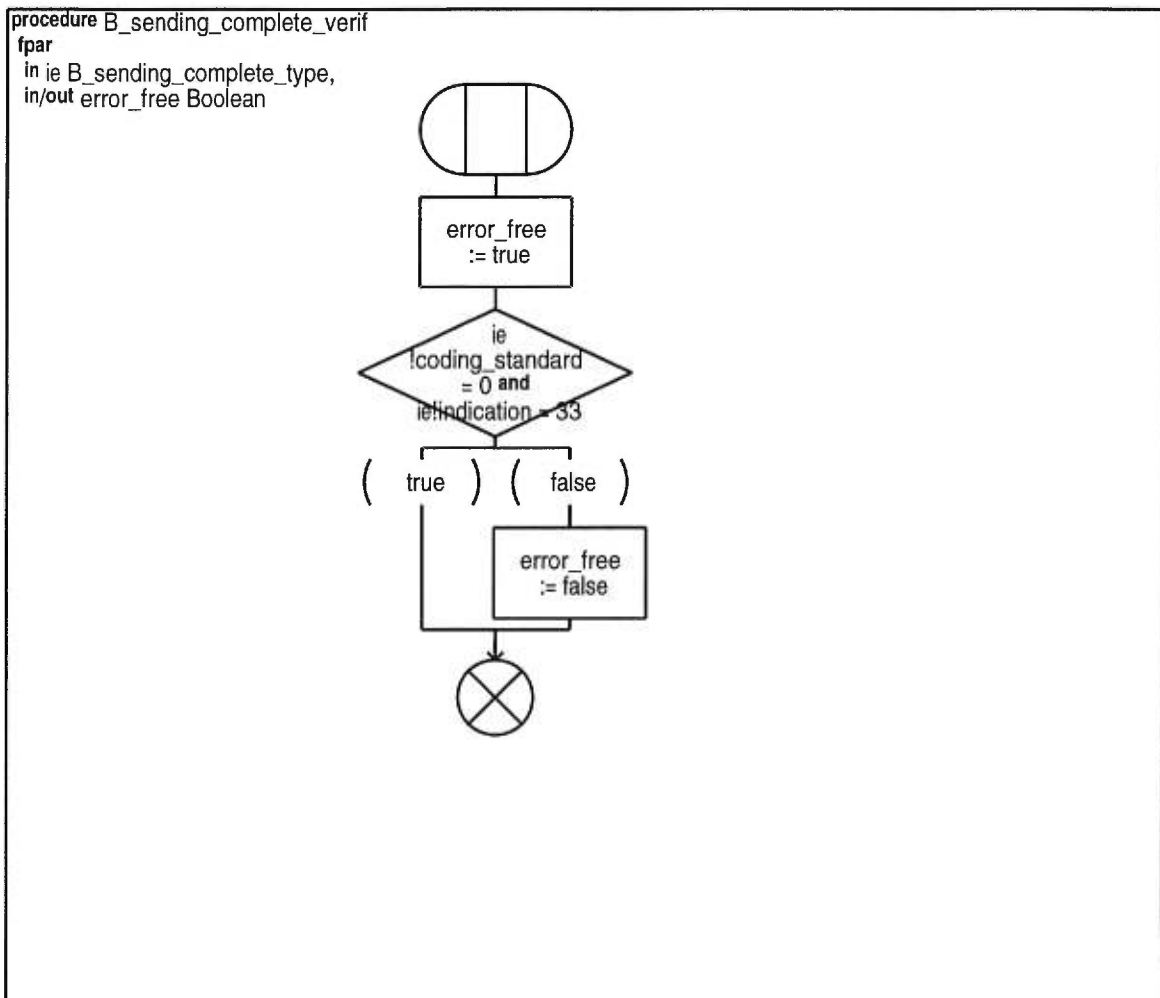 procedure B_sending_complete_verif
fpar
in ie B_sending_complete_type,
in/out error_free Boolean
error_free
:= true
ie
!coding_standard
= 0 and
ie!indication = 33
( true ) ( false )
error_free
:= false